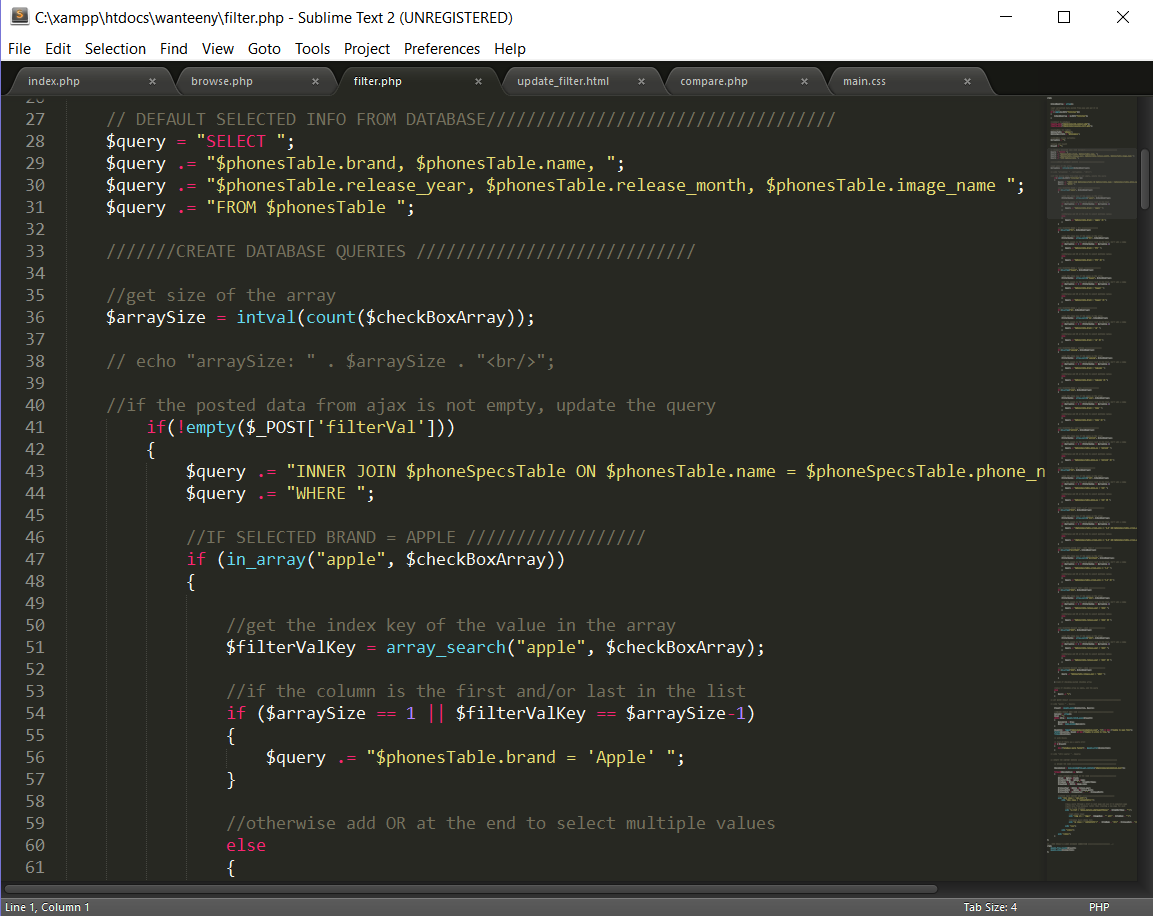 C:\xampp\htdocs\wanteeny\filter.php - Sublime Text 2 (UNREGISTERED)
File Edit Selection Find View Goto Tools Project Preferences Help
index.php × browse.php × filter.php × update_filter.html × compare.php × main.css ×
27 // DEFAULT SELECTED INFO FROM DATABASE///////////////////////////////////
28 $query = "SELECT ";
29 $query .= "$phonesTable.brand, $phonesTable.name, ";
30 $query .= "$phonesTable.release_year, $phonesTable.release_month, $phonesTable.image_name ";
31 $query .= "FROM $phonesTable ";
32
33 ///////CREATE DATABASE QUERIES ////////////////////////////
34
35 //get size of the array
36 $arraySize = intval(count($checkBoxArray));
37
38 // echo "arraySize: " . $arraySize . "<br/>";
39
40 //if the posted data from ajax is not empty, update the query
41 if(!empty($_POST['filterVal']))
42 {
43 $query .= "INNER JOIN $phoneSpecsTable ON $phonesTable.name = $phoneSpecsTable.phone_n
44 $query .= "WHERE ";
45
46 //IF SELECTED BRAND = APPLE //////////////////
47 if (in_array("apple", $checkBoxArray))
48 {
49
50 //get the index key of the value in the array
51 $filterValKey = array_search("apple", $checkBoxArray);
52
53 //if the column is the first and/or last in the list
54 if ($arraySize == 1 || $filterValKey == $arraySize-1)
55 {
56 $query .= "$phonesTable.brand = 'Apple' ";
57 }
58
59 //otherwise add OR at the end to select multiple values
60 else
61 {
Line 1, Column 1 Tab Size: 4 PHP